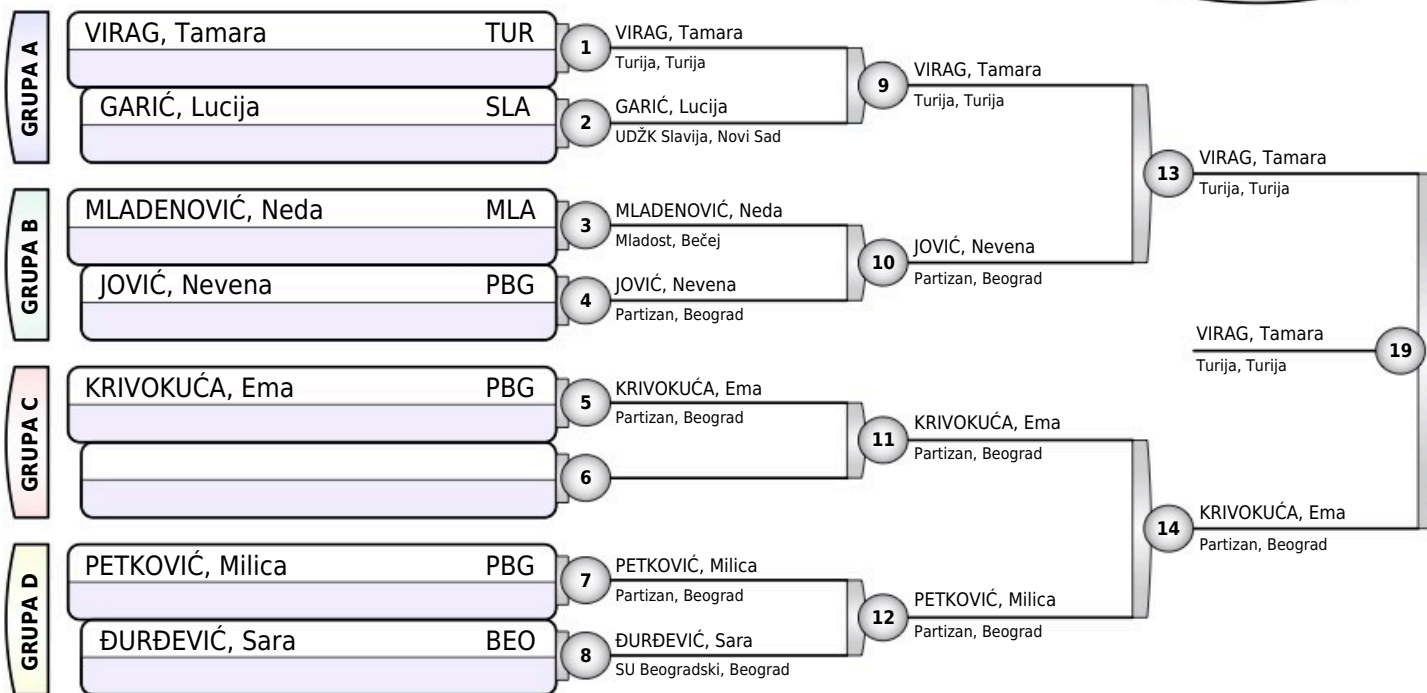 GRUPA A
VIRAG, Tamara TUR
GARIĆ, Lucija SLA
GRUPA B
MLADENOVIĆ, Neda MLA
JOVIĆ, Nevena PBG
GRUPA C
KRIVOKUĆA, Ema PBG
GRUPA D
PETKOVIĆ, Milica PBG
ĐURĐEVIĆ, Sara BEO
1
VIRAG, Tamara
Turija, Turija
2
GARIĆ, Lucija
UDŽK Slavija, Novi Sad
3
MLADENOVIĆ, Neda
Mladost, Bečej
4
JOVIĆ, Nevena
Partizan, Beograd
5
KRIVOKUĆA, Ema
Partizan, Beograd
6
7
PETKOVIĆ, Milica
Partizan, Beograd
8
ĐURĐEVIĆ, Sara
SU Beogradski, Beograd
9
VIRAG, Tamara
Turija, Turija
10
JOVIĆ, Nevena
Partizan, Beograd
11
KRIVOKUĆA, Ema
Partizan, Beograd
12
PETKOVIĆ, Milica
Partizan, Beograd
13
VIRAG, Tamara
Turija, Turija
14
KRIVOKUĆA, Ema
Partizan, Beograd
VIRAG, Tamara
Turija, Turija
19